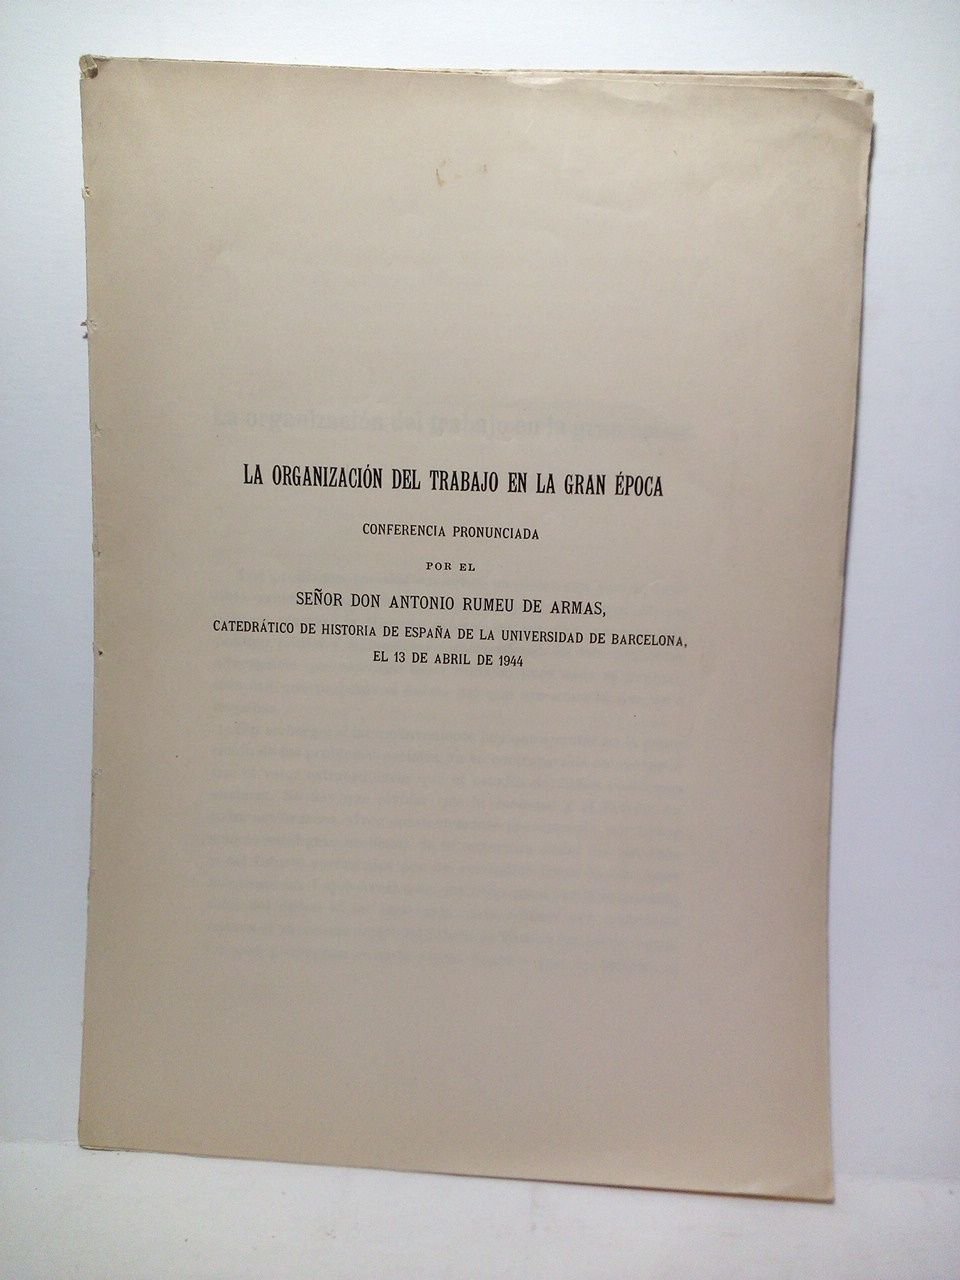 LA ORGANIZACIÓN DEL TRABAJO EN LA GRAN ÉPOCA
CONFERENCIA PRONUNCIADA
POR EL
SEÑOR DON ANTONIO RUMEU DE ARMAS,
CATEDRÁTICO DE HISTORIA DE ESPAÑA DE LA UNIVERSIDAD DE BARCELONA,
EL 13 DE ABRIL DE 1944